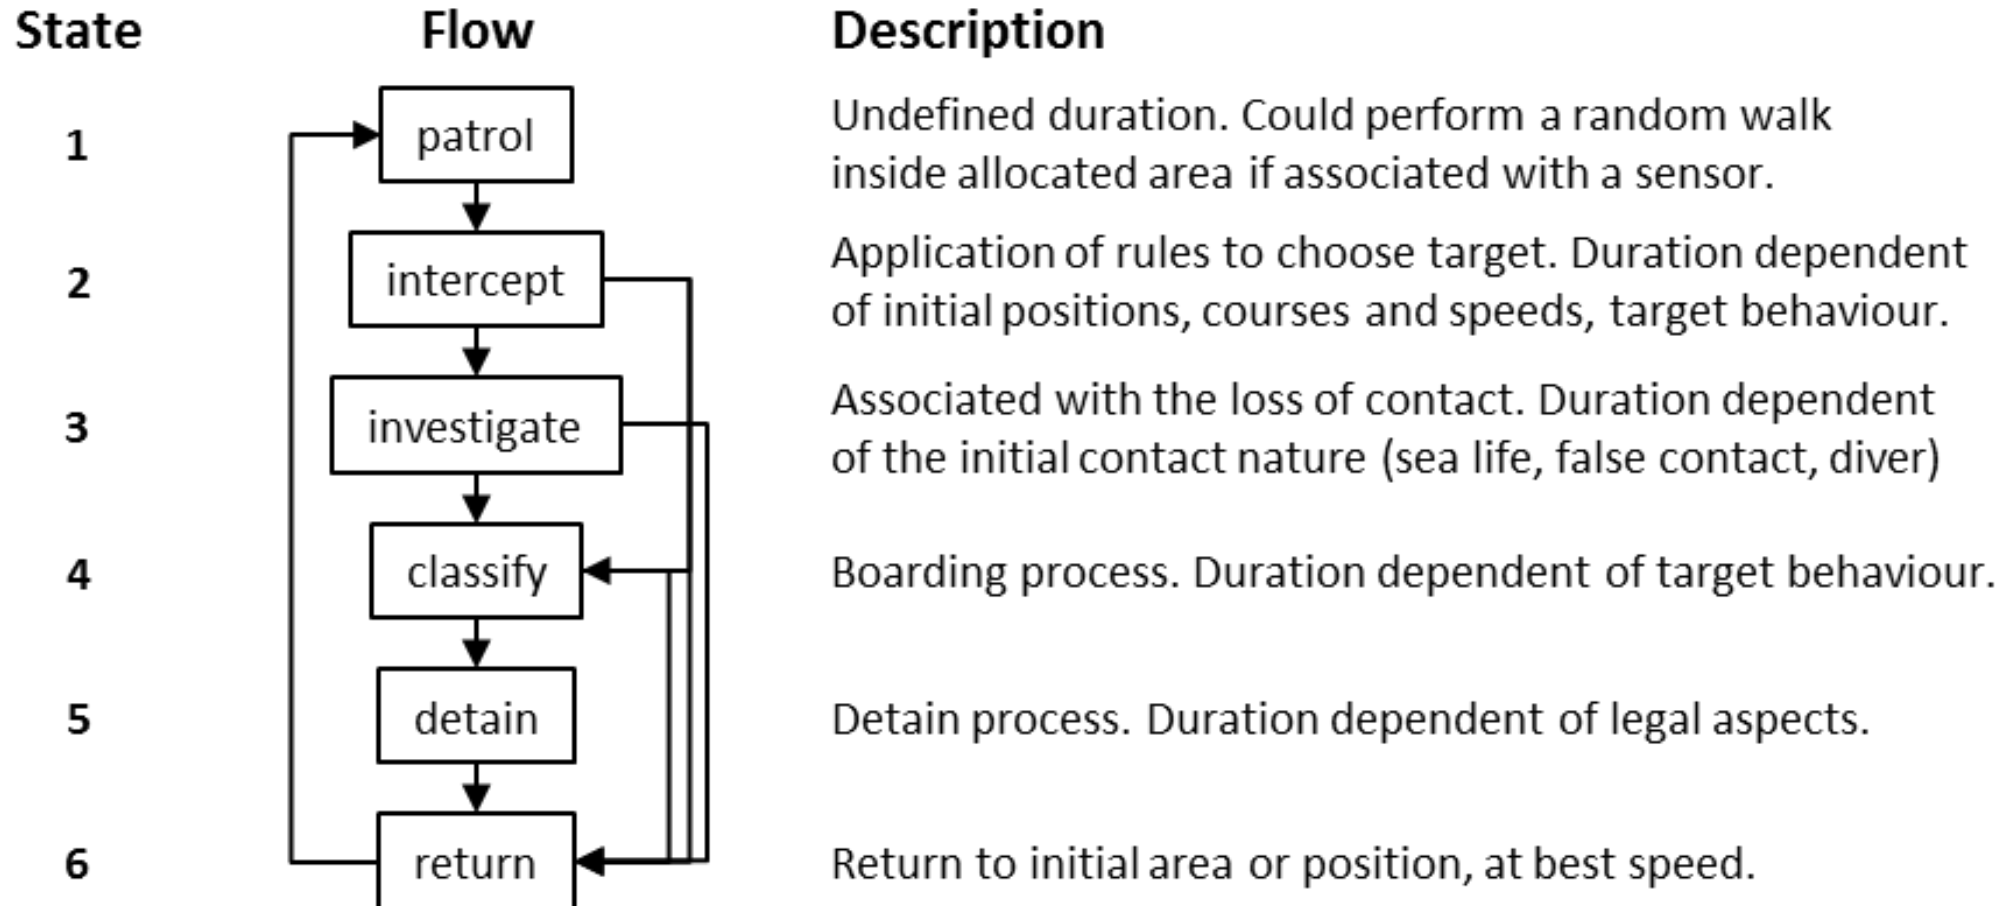 State Flow Description
1 patrol Undefined duration. Could perform a random walk
inside allocated area if associated with a sensor.
2 intercept Application of rules to choose target. Duration dependent
of initial positions, courses and speeds, target behaviour.
3 investigate Associated with the loss of contact. Duration dependent
of the initial contact nature (sea life, false contact, diver)
4 classify Boarding process. Duration dependent of target behaviour.
5 detain Detain process. Duration dependent of legal aspects.
6 return Return to initial area or position, at best speed.